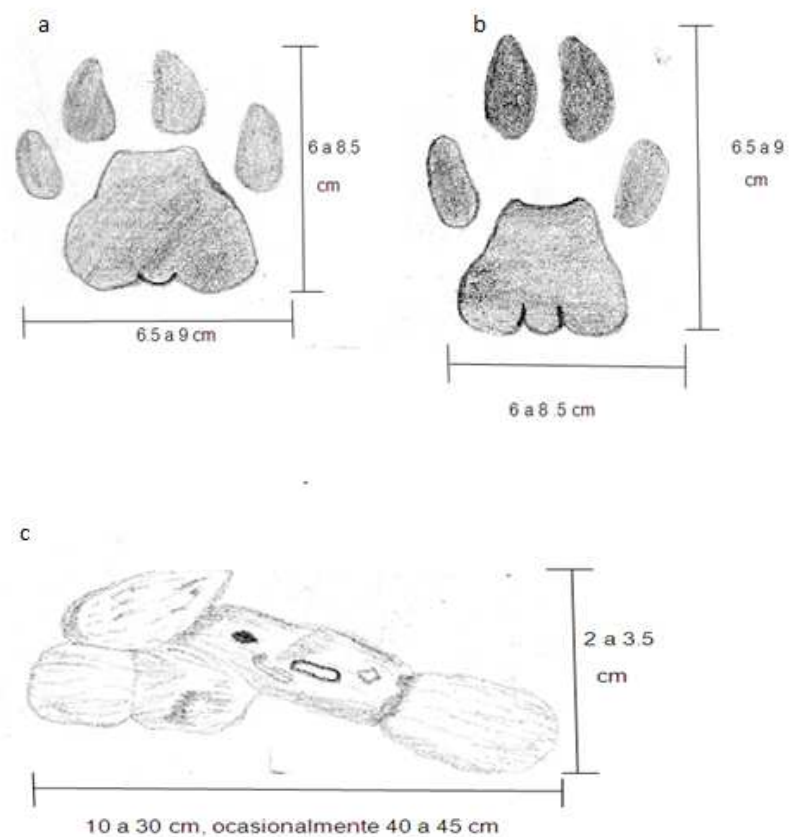 a
b
6 a 8.5
cm
6.5 a 9
cm
6.5 a 9 cm
6 a 8.5 cm
c
2 a 3.5
cm
10 a 30 cm, ocasionalmente 40 a 45 cm